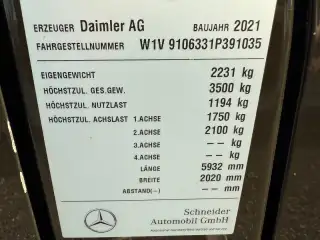 ERZEUGER Daimler AG BAUJAHR 2021
FAHRGESTELLNUMMER W1V 9106331P391035
EIGENGEWICHT 2231 kg
HÖCHSTZUL. GES.GEW. 3500 kg
HÖCHSTZUL. NUTZLAST 1194 kg
HÖCHSTZUL. ACHSLAST 1.ACHSE 1750 kg
2.ACHSE 2100 kg
3.ACHSE -- kg
4.ACHSE -- kg
LÄNGE 5932 mm
BREITE 2020 mm
ABSTAND(-) -- mm
Schneider
Automobil GmbH
Mercedes-Benz